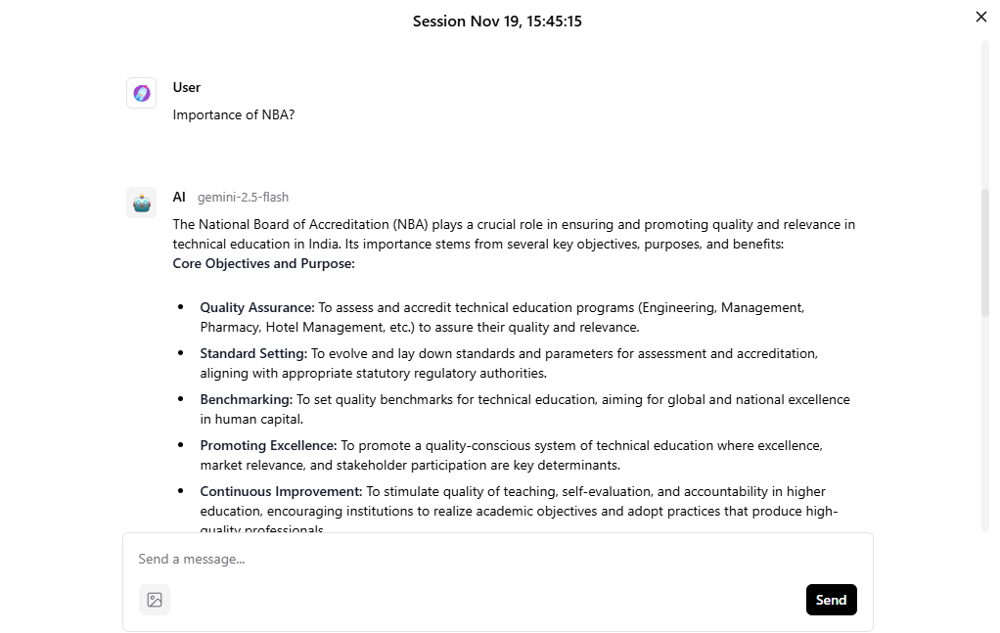 Session Nov 19, 15:45:15
User
Importance of NBA?
AI gemini-2.5-flash
The National Board of Accreditation (NBA) plays a crucial role in ensuring and promoting quality and relevance in
technical education in India. Its importance stems from several key objectives, purposes, and benefits:
Core Objectives and Purpose:
Quality Assurance: To assess and accredit technical education programs (Engineering, Management,
Pharmacy, Hotel Management, etc.) to assure their quality and relevance.
Standard Setting: To evolve and lay down standards and parameters for assessment and accreditation,
aligning with appropriate statutory regulatory authorities.
Benchmarking: To set quality benchmarks for technical education, aiming for global and national excellence
in human capital.
Promoting Excellence: To promote a quality-conscious system of technical education where excellence,
market relevance, and stakeholder participation are key determinants.
Continuous Improvement: To stimulate quality of teaching, self-evaluation, and accountability in higher
education, encouraging institutions to realize academic objectives and adopt practices that produce high-
quality professionals.
Send a message...
Send